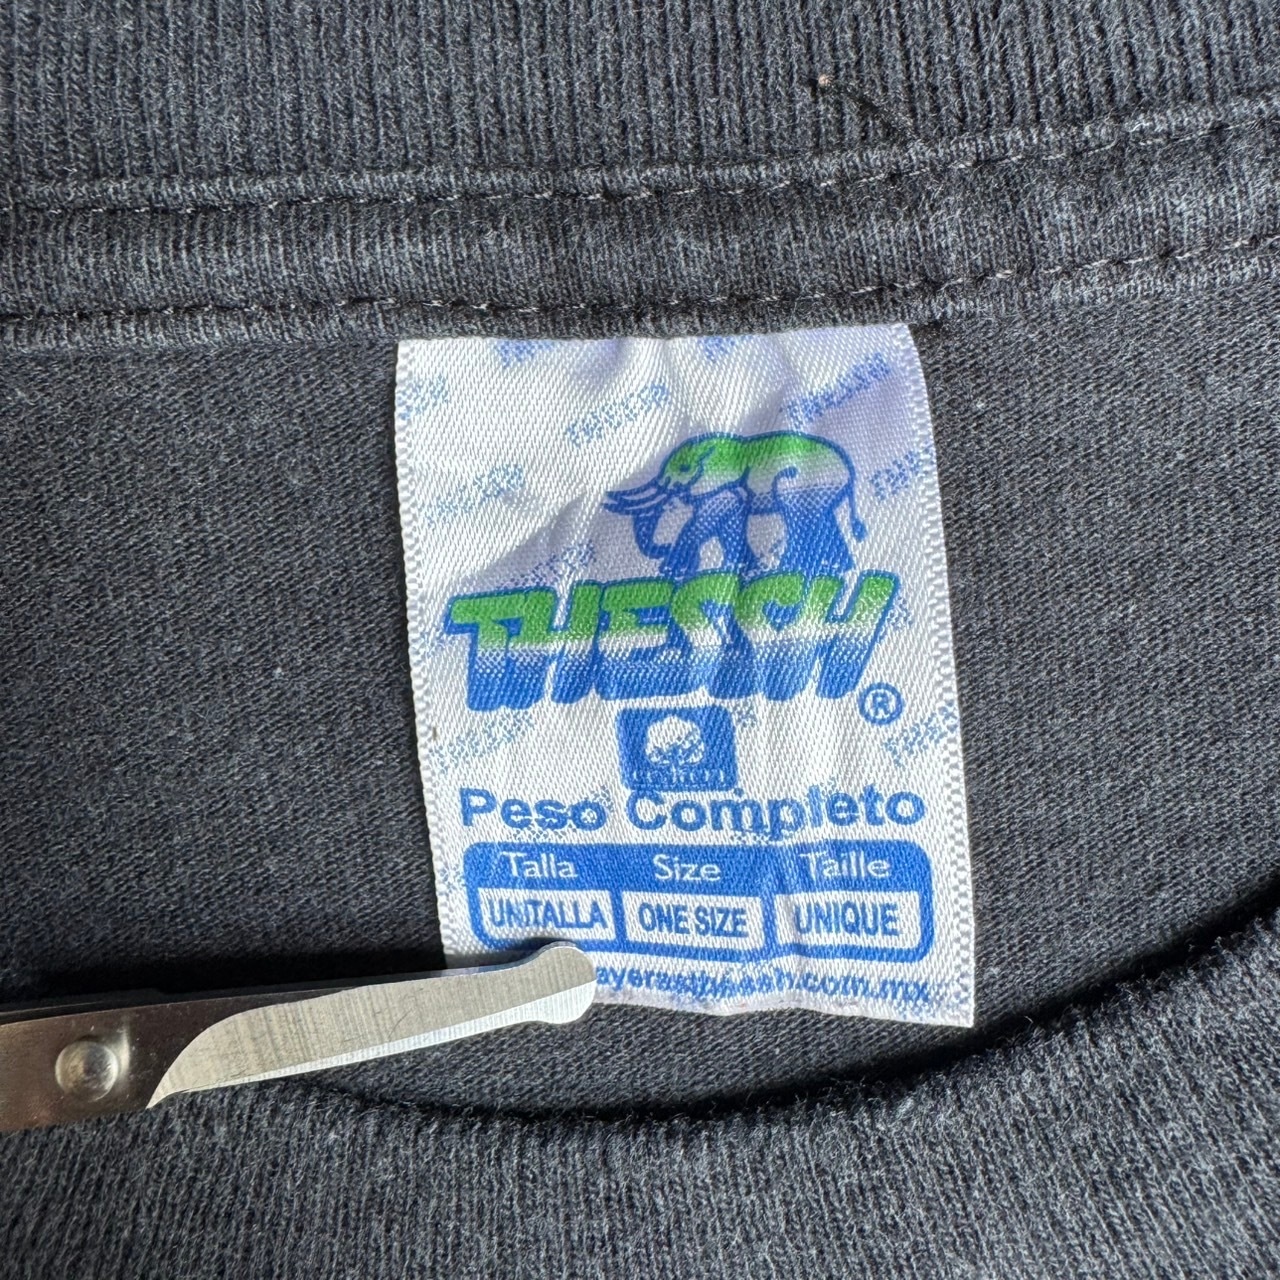 THESSH
®
Peso Completo
Talla Size Taille
UNITALLA ONE SIZE UNIQUE